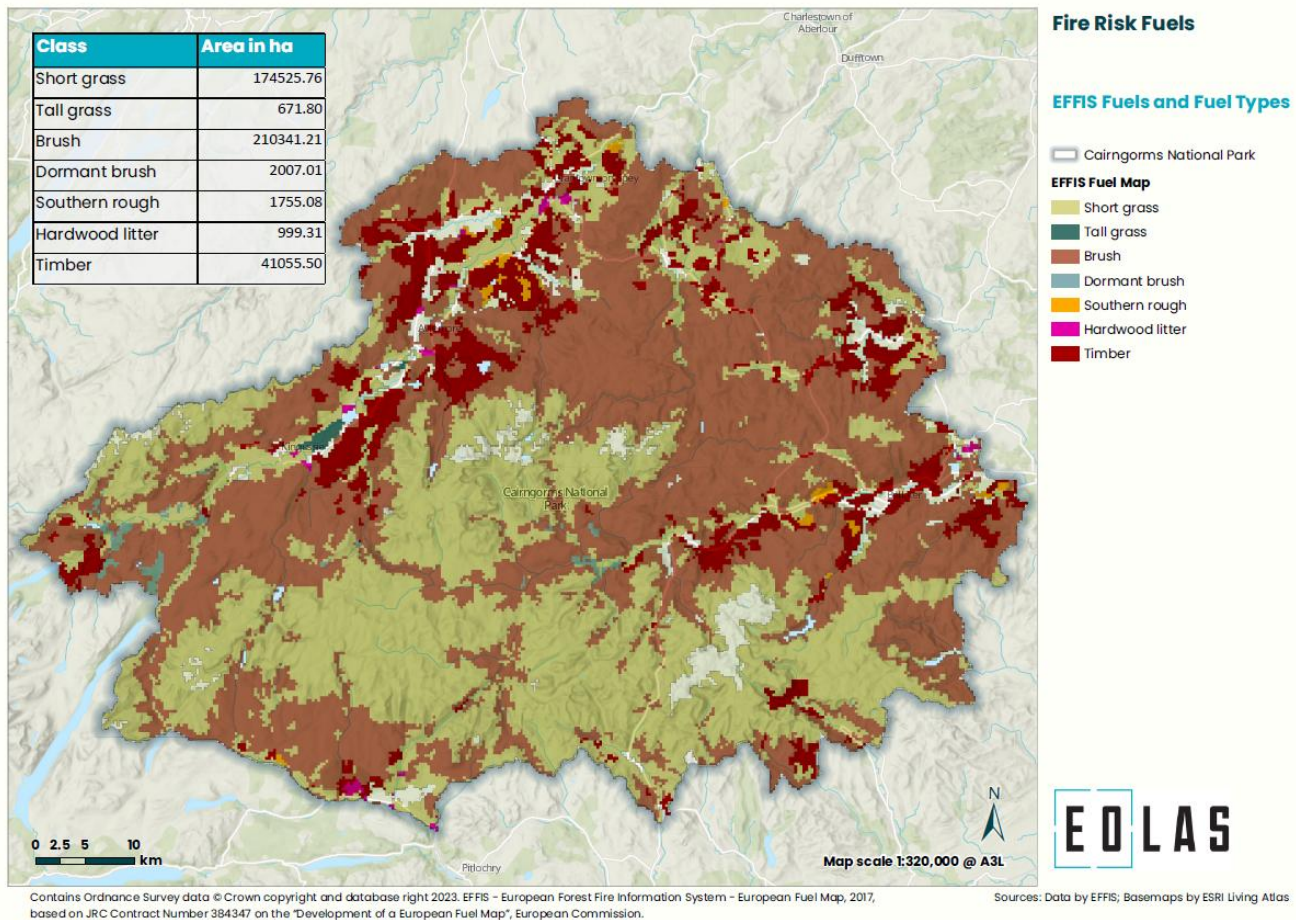 Fire Risk Fuels
Class Area in ha
Short grass 174525.76
Tall grass 671.80
Brush 210341.21
Dormant brush 2007.01
Southern rough 1755.08
Hardwood litter 999.31
Timber 41055.50
Charlestown of
Aberlour
Dufftown
Cairngorms National
Park
Pitlochry
EFFIS Fuels and Fuel Types
Cairngorms National Park
EFFIS Fuel Map
Short grass
Tall grass
Brush
Dormant brush
Southern rough
Hardwood litter
Timber
N
0 2.5 5 10
km
Map scale 1:320,000 @ A3L
EOLAS
Contains Ordnance Survey data © Crown copyright and database right 2023. EFFIS - European Forest Fire Information System - European Fuel Map, 2017,
based on JRC Contract Number 384347 on the "Development of a European Fuel Map", European Commission.
Sources: Data by EFFIS; Basemaps by ESRI Living Atlas